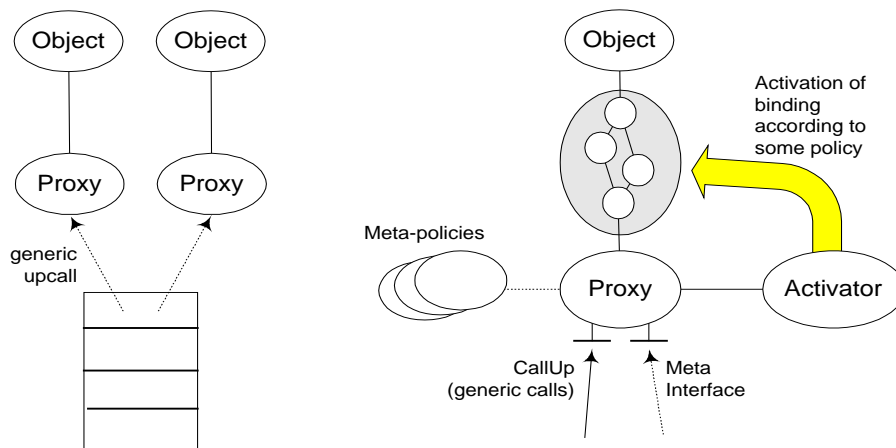 Object
Object
Proxy
Proxy
generic
upcall
Object
Activation of
binding
according to
some policy
Meta-policies
Proxy
Activator
CallUp
(generic calls)
Meta
Interface